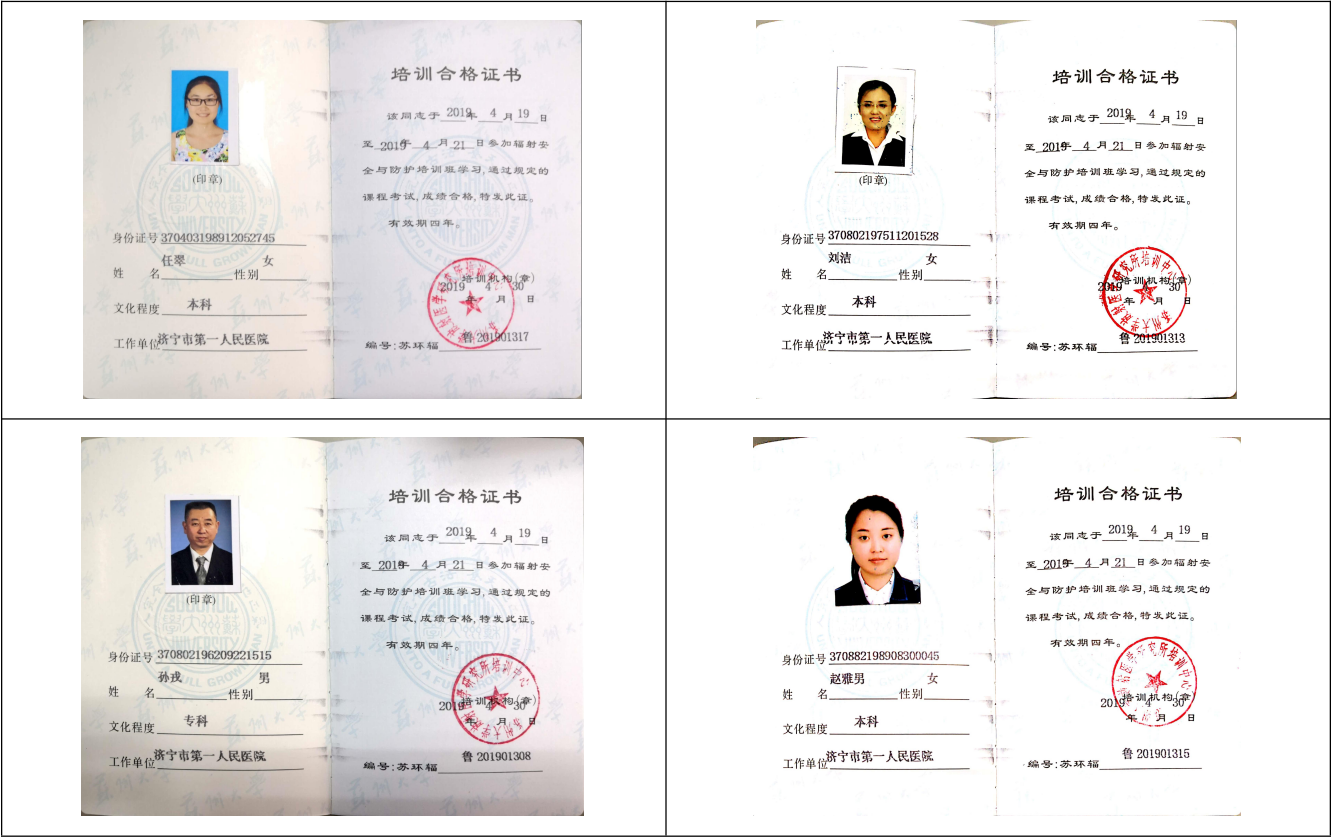 培训合格证书
该同志于 2019 年 4 月 19 日
至 2019 年 4 月 21 日参加辐射安
全与防护培训班学习,通过规定的
课程考试,成绩合格,特发此证。
有效期四年。
(印章)
身份证号 370403198912052745
姓 名 任翠 性别 女
文化程度 本科
工作单位 济宁市第一人民医院
培训机构(章)
2019 年 4 月 30 日
编号:苏环辐 鲁 201901317
培训合格证书
该同志于 2019 年 4 月 19 日
至 2019 年 4 月 21 日参加辐射安
全与防护培训班学习,通过规定的
课程考试,成绩合格,特发此证。
有效期四年。
(印章)
身份证号 370802197511201528
姓 名 刘洁 性别 女
文化程度 本科
工作单位 济宁市第一人民医院
培训机构(章)
2019 年 4 月 30 日
编号:苏环辐 鲁 201901313
培训合格证书
该同志于 2019 年 4 月 19 日
至 2019 年 4 月 21 日参加辐射安
全与防护培训班学习,通过规定的
课程考试,成绩合格,特发此证。
有效期四年。
(印章)
身份证号 370802196209221515
姓 名 孙戎 性别 男
文化程度 专科
工作单位 济宁市第一人民医院
培训机构(章)
2019 年 4 月 30 日
编号:苏环辐 鲁 201901308
培训合格证书
该同志于 2019 年 4 月 19 日
至 2019 年 4 月 21 日参加辐射安
全与防护培训班学习,通过规定的
课程考试,成绩合格,特发此证。
有效期四年。
身份证号 370882198908300045
姓 名 赵雅男 性别 女
文化程度 本科
工作单位 济宁市第一人民医院
培训机构(章)
2019 年 4 月 30 日
编号:苏环辐 鲁 201901315